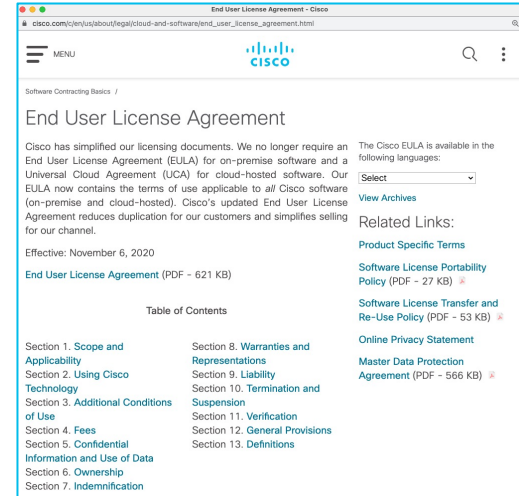 End User License Agreement - Cisco
cisco.com/c/en/us/about/legal/cloud-and-software/end_user_license_agreement.html
MENU
CISCO
Software Contracting Basics /
End User License Agreement
Cisco has simplified our licensing documents. We no longer require an
End User License Agreement (EULA) for on-premise software and a
Universal Cloud Agreement (UCA) for cloud-hosted software. Our
EULA now contains the terms of use applicable to all Cisco software
(on-premise and cloud-hosted). Cisco's updated End User License
Agreement reduces duplication for our customers and simplifies selling
for our channel.
Effective: November 6, 2020
End User License Agreement (PDF - 621 KB)
Table of Contents
Section 1. Scope and
Applicability
Section 2. Using Cisco
Technology
Section 3. Additional Conditions
of Use
Section 4. Fees
Section 5. Confidential
Information and Use of Data
Section 6. Ownership
Section 7. Indemnification
Section 8. Warranties and
Representations
Section 9. Liability
Section 10. Termination and
Suspension
Section 11. Verification
Section 12. General Provisions
Section 13. Definitions
The Cisco EULA is available in the
following languages:
Select
View Archives
Related Links:
Product Specific Terms
Software License Portability
Policy (PDF - 27 KB)
Software License Transfer and
Re-Use Policy (PDF - 53 KB)
Online Privacy Statement
Master Data Protection
Agreement (PDF - 566 KB)